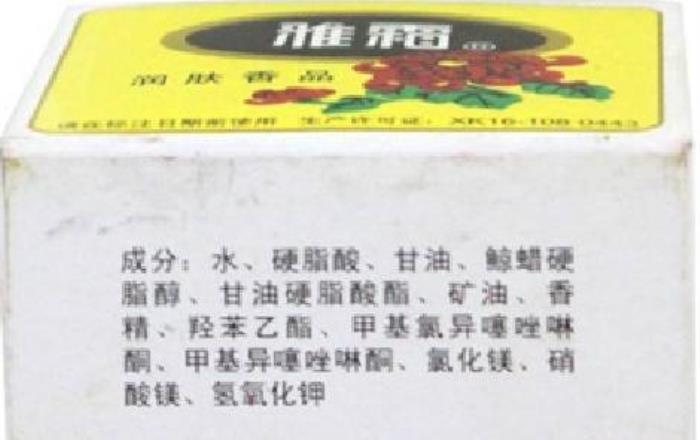 雅霜
润肤香品
请在标注日期前使用 生产许可证：XK16-108 0443
成分：水、硬脂酸、甘油、鲸蜡硬
脂醇、甘油硬脂酸酯、矿油、香
精、羟苯乙酯、甲基氯异噻唑啉
酮、甲基异噻唑啉酮、氯化镁、硝
酸镁、氢氧化钾